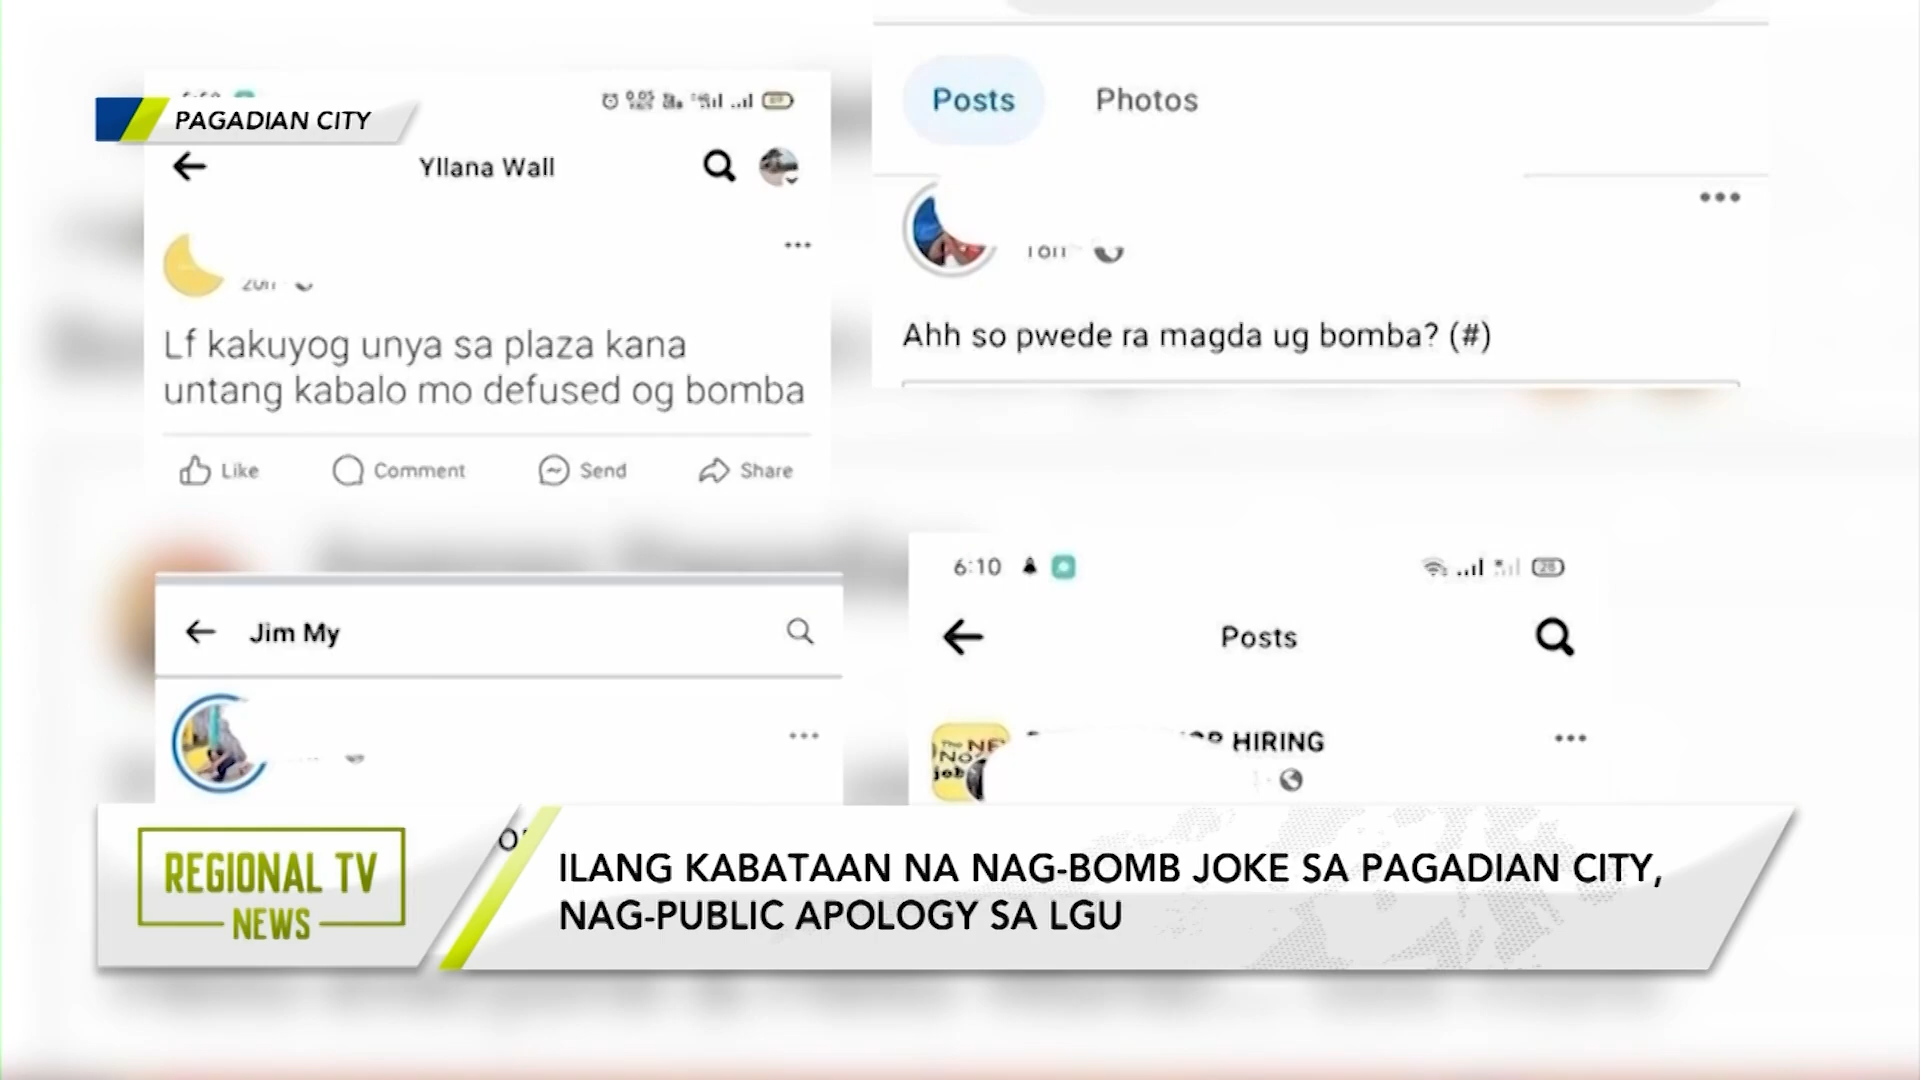 PAGADIAN CITY
Yllana Wall
Lf kakuyog unya sa plaza kana
untang kabalo mo defused og bomba
Like Comment Send Share
Posts Photos
Ahh so pwede ra magda ug bomba? (#)
Jim My
6:10 28
Posts
HIRING
REGIONAL TV
NEWS
ILANG KABATAAN NA NAG-BOMB JOKE SA PAGADIAN CITY,
NAG-PUBLIC APOLOGY SA LGU